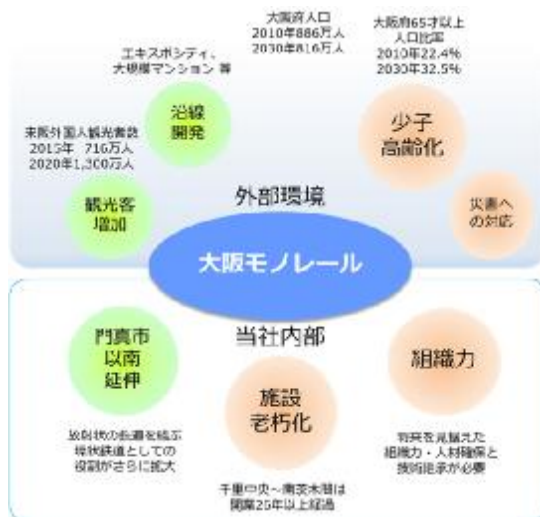 大阪府人口
2010年886万人
2030年816万人
大阪府65才以上
人口比率
2010年22.4%
2030年32.5%
エキスポシティ、
大規模マンション 等
沿線
開発
少子
高齢化
来阪外国人観光客数
2015年 716万人
2020年1,300万人
観光客
増加
外部環境
災害へ
の対応
大阪モノレール
当社内部
門真市
以南
延伸
施設
老朽化
組織力
放射状の鉄道を結ぶ
環状鉄道としての
役割がさらに拡大
将来を見据えた
組織力・人材確保と
技術継承が必要
千里中央~南茨木間は
開業25年以上経過